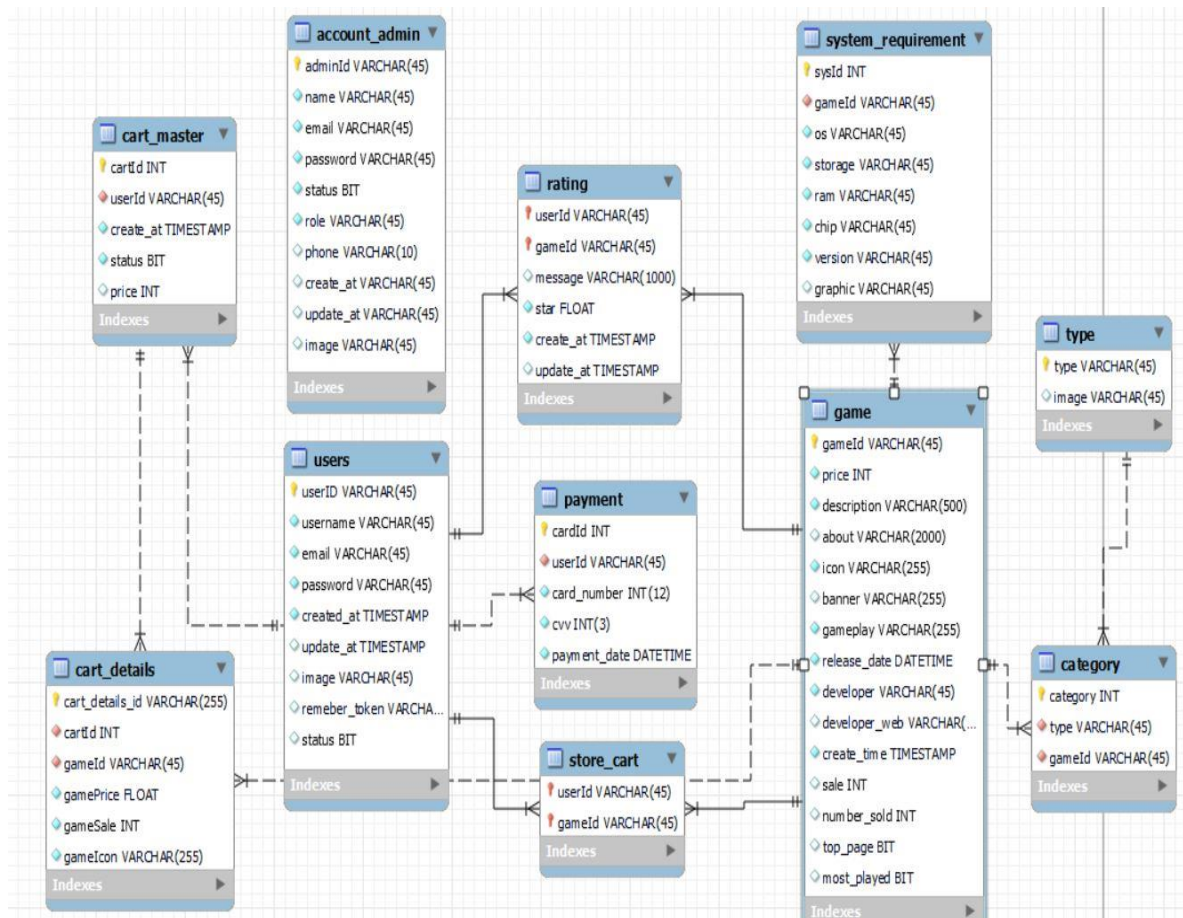 account_admin
adminId VARCHAR(45)
name VARCHAR(45)
email VARCHAR(45)
password VARCHAR(45)
status BIT
role VARCHAR(45)
phone VARCHAR(10)
create_at VARCHAR(45)
update_at VARCHAR(45)
image VARCHAR(45)
Indexes
system_requirement
sysId INT
gameId VARCHAR(45)
os VARCHAR(45)
storage VARCHAR(45)
ram VARCHAR(45)
chip VARCHAR(45)
version VARCHAR(45)
graphic VARCHAR(45)
Indexes
cart_master
cartId INT
userId VARCHAR(45)
create_at TIMESTAMP
status BIT
price INT
Indexes
rating
userId VARCHAR(45)
gameId VARCHAR(45)
message VARCHAR(1000)
star FLOAT
create_at TIMESTAMP
update_at TIMESTAMP
Indexes
type
type VARCHAR(45)
image VARCHAR(45)
Indexes
users
userID VARCHAR(45)
username VARCHAR(45)
email VARCHAR(45)
password VARCHAR(45)
created_at TIMESTAMP
update_at TIMESTAMP
image VARCHAR(45)
remeber_token VARCHA...
status BIT
Indexes
payment
cardId INT
userId VARCHAR(45)
card_number INT(12)
cvv INT(3)
payment_date DATETIME
Indexes
game
gameId VARCHAR(45)
price INT
description VARCHAR(500)
about VARCHAR(2000)
icon VARCHAR(255)
banner VARCHAR(255)
gameplay VARCHAR(255)
release_date DATETIME
developer VARCHAR(45)
developer_web VARCHAR(...
create_time TIMESTAMP
sale INT
number_sold INT
top_page BIT
most_played BIT
Indexes
category
category INT
type VARCHAR(45)
gameId VARCHAR(45)
Indexes
cart_details
cart_details_id VARCHAR(255)
cartId INT
gameId VARCHAR(45)
gamePrice FLOAT
gameSale INT
gameIcon VARCHAR(255)
Indexes
store_cart
userId VARCHAR(45)
gameId VARCHAR(45)
Indexes